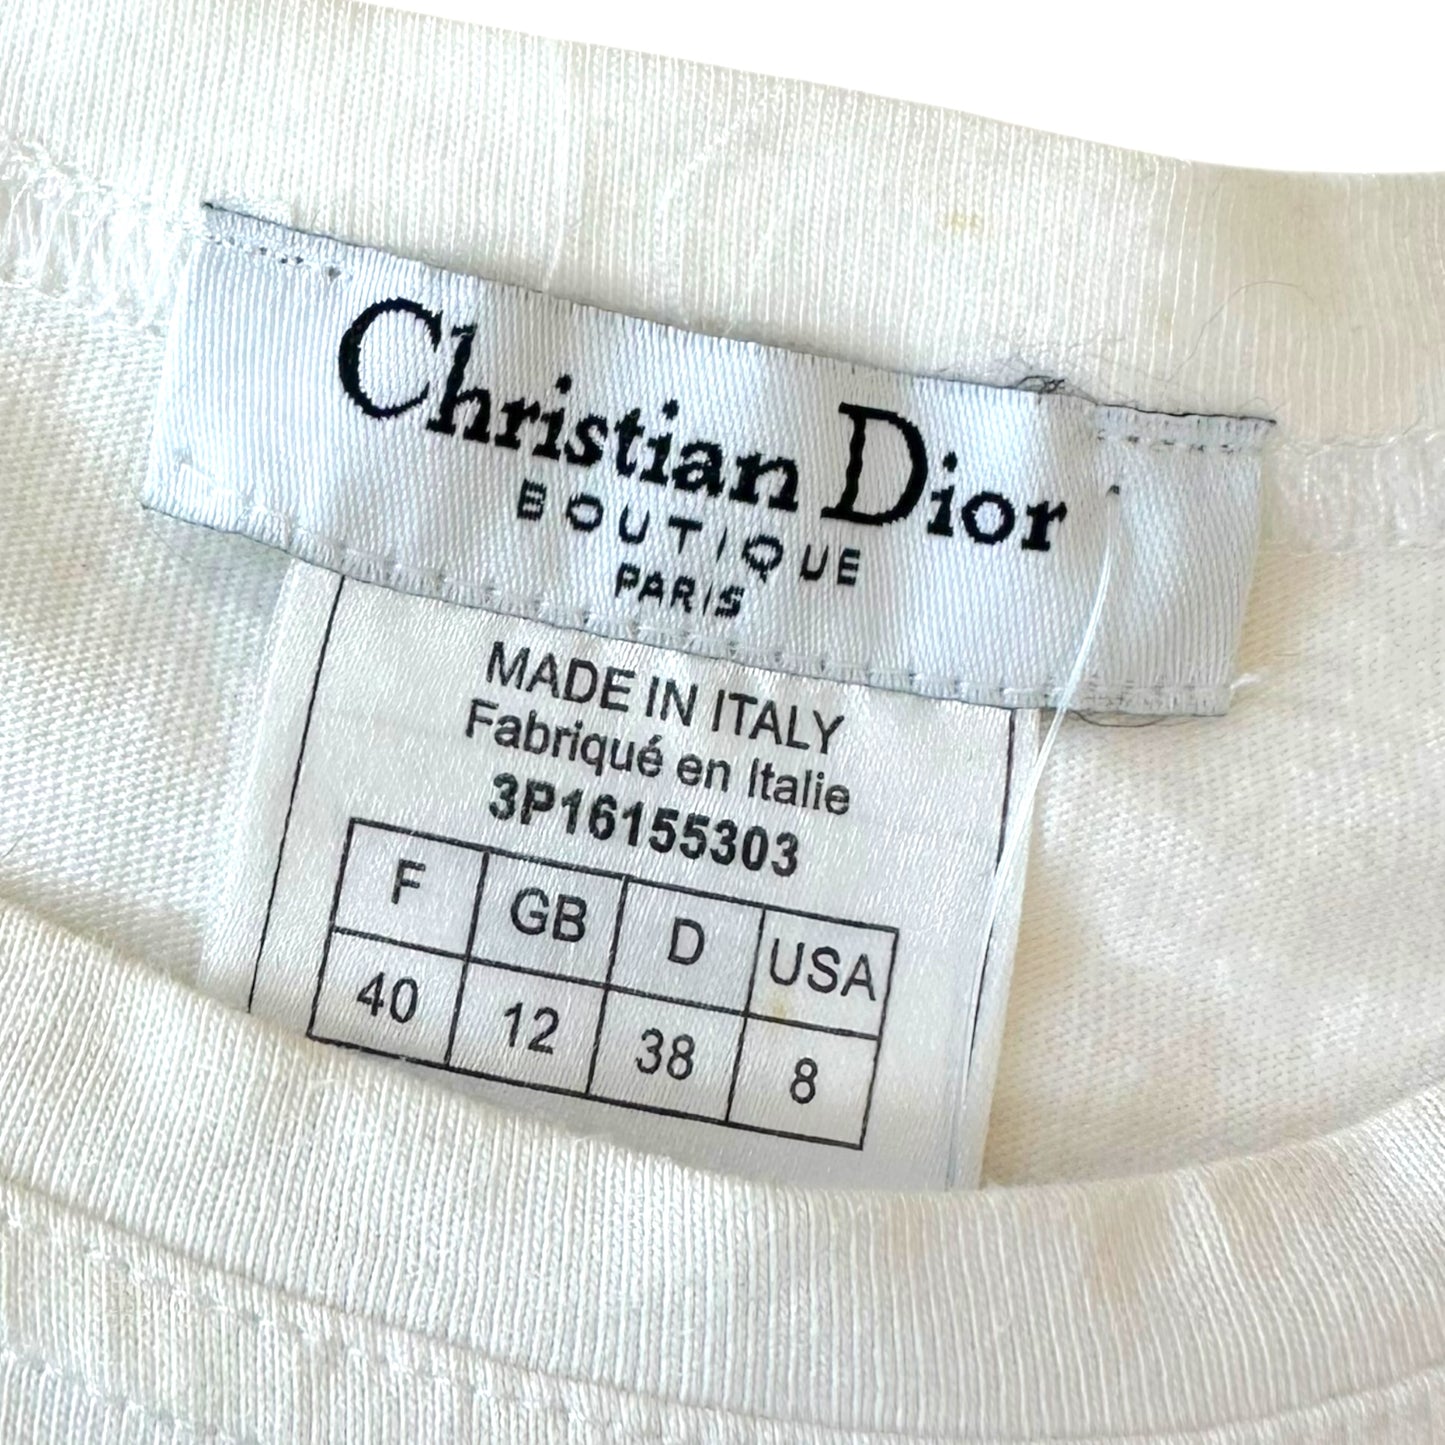 Christian Dior
BOUTIQUE
PARIS
MADE IN ITALY
Fabriqué en Italie
3P16155303
F GB D USA
40 12 38 8